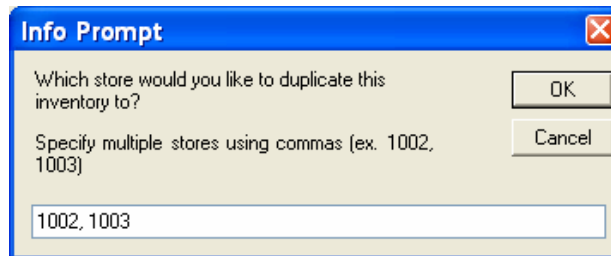 Info Prompt
Which store would you like to duplicate this
inventory to?
OK
Specify multiple stores using commas (ex. 1002,
1003)
Cancel
1002, 1003